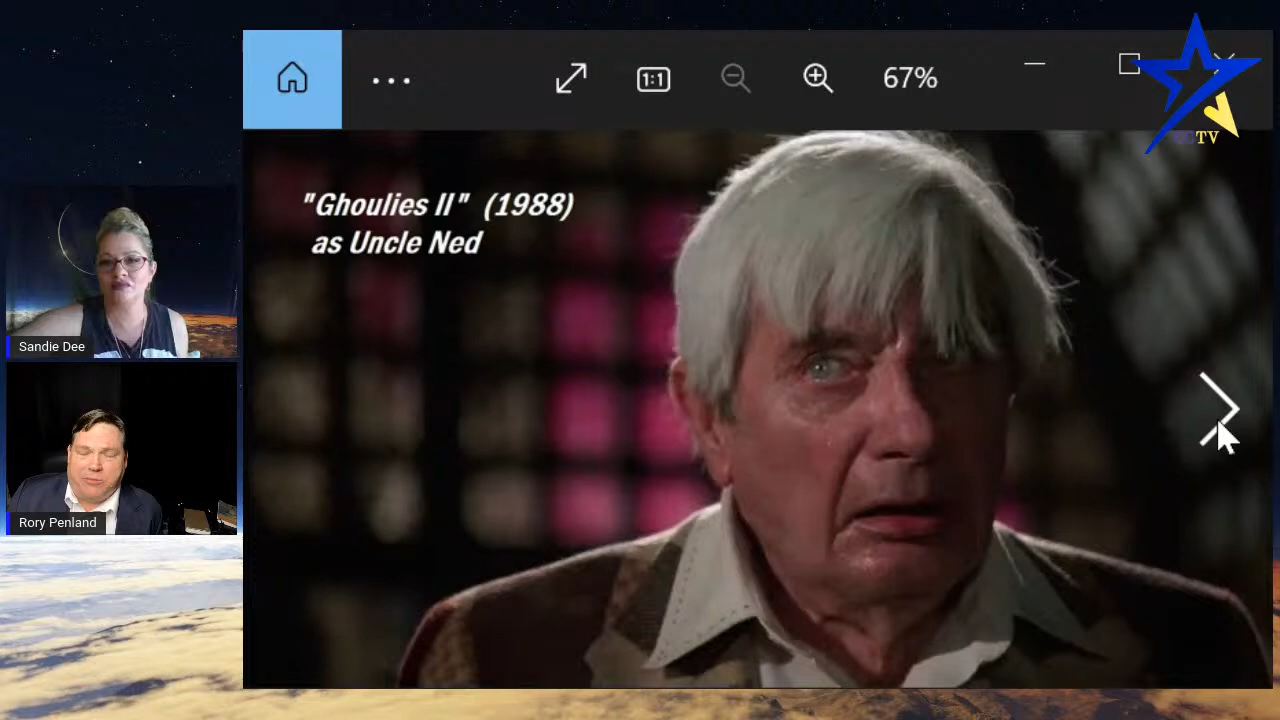 1:1
67%
"Ghoulies II" (1988)
as Uncle Ned
TV
Sandie Dee
Rory Penland